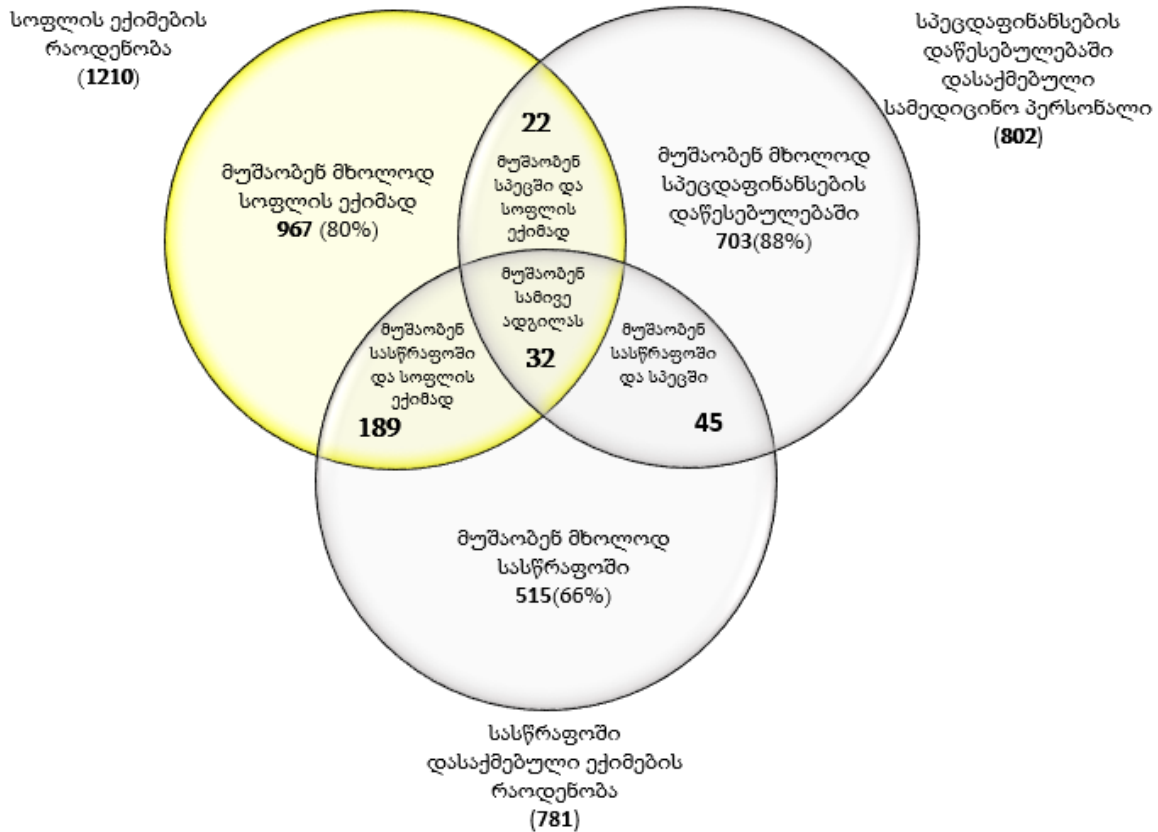 სოფლის ექიმების
რაოდენობა
(1210)
სპეცდაფინანსების
დაწესებულებაში
დასაქმებული
სამედიცინო პერსონალი
(802)
22
მუშაობენ
სპეცში და
სოფლის
ექიმად
მუშაობენ მხოლოდ
სოფლის ექიმად
967 (80%)
მუშაობენ მხოლოდ
სპეცდაფინანსების
დაწესებულებაში
703(88%)
მუშაობენ
სამივე
ადგილას
32
მუშაობენ
სასწრაფოში
და სოფლის
ექიმად
189
მუშაობენ
სასწრაფოში
და სპეცში
45
მუშაობენ მხოლოდ
სასწრაფოში
515(66%)
სასწრაფოში
დასაქმებული ექიმების
რაოდენობა
(781)